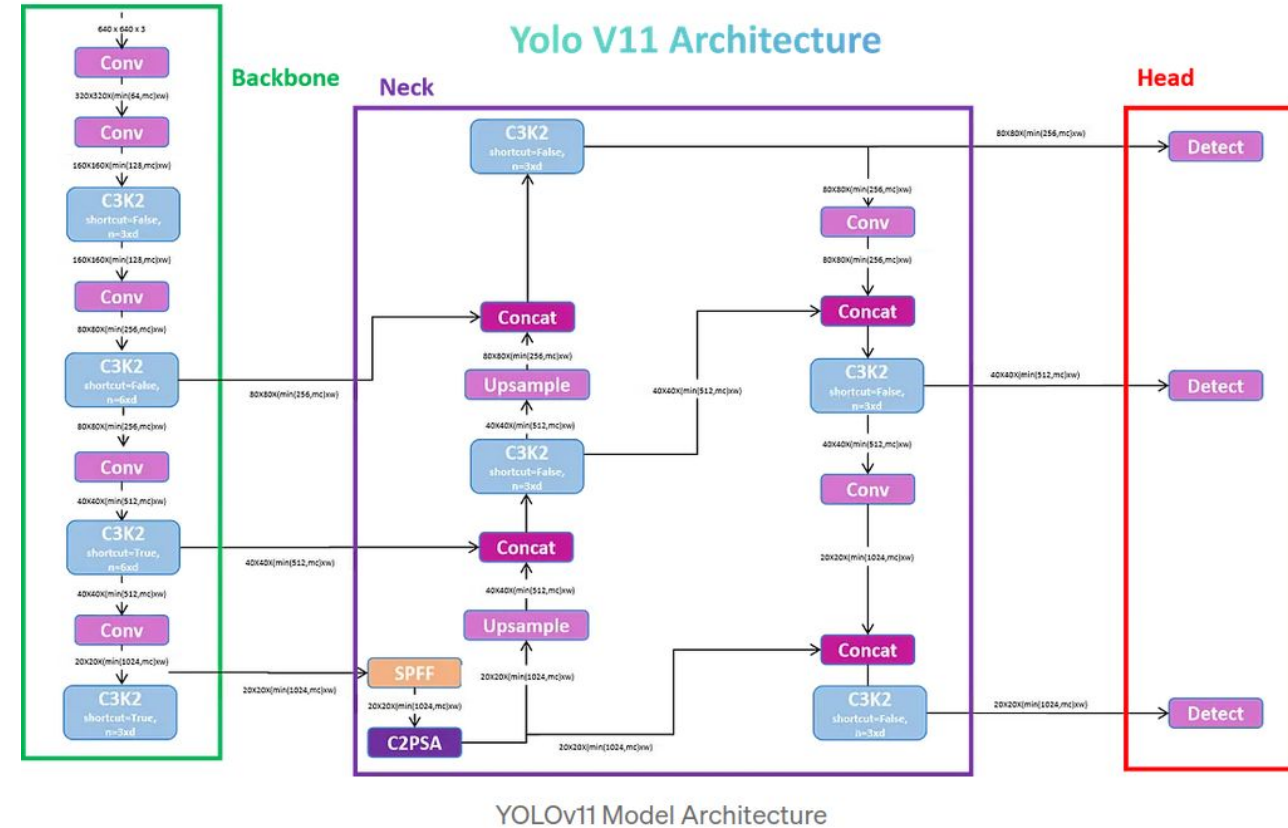 Yolo V11 Architecture
Backbone
640 x 640 x 3
Conv
320X320X(min(64,mc)xw)
Conv
160X160X(min(128,mc)xw)
C3K2
shortcut=False,
n=3xd
160X160X(min(128,mc)xw)
Conv
80X80X(min(256,mc)xw)
C3K2
shortcut=False,
n=6xd
80X80X(min(256,mc)xw)
80X80X(min(256,mc)xw)
Conv
40X40X(min(512,mc)xw)
C3K2
shortcut=True,
n=6xd
40X40X(min(512,mc)xw)
40X40X(min(512,mc)xw)
Conv
20X20X(min(1024,mc)xw)
20X20X(min(1024,mc)xw)
C3K2
shortcut=True,
n=3xd
Neck
C3K2
shortcut=False,
n=3xd
Concat
80X80X(min(256,mc)xw)
Upsample
40X40X(min(512,mc)xw)
C3K2
shortcut=False,
n=3xd
40X40X(min(512,mc)xw)
Concat
40X40X(min(512,mc)xw)
Upsample
20X20X(min(1024,mc)xw)
SPFF
20X20X(min(1024,mc)xw)
C2PSA
20X20X(min(1024,mc)xw)
80X80X(min(256,mc)xw)
80X80X(min(256,mc)xw)
Conv
80X80X(min(256,mc)xw)
Concat
C3K2
shortcut=False,
n=3xd
40X40X(min(512,mc)xw)
40X40X(min(512,mc)xw)
Conv
20X20X(min(1024,mc)xw)
Concat
C3K2
shortcut=False,
n=3xd
20X20X(min(1024,mc)xw)
Head
Detect
Detect
Detect
YOLOv11 Model Architecture